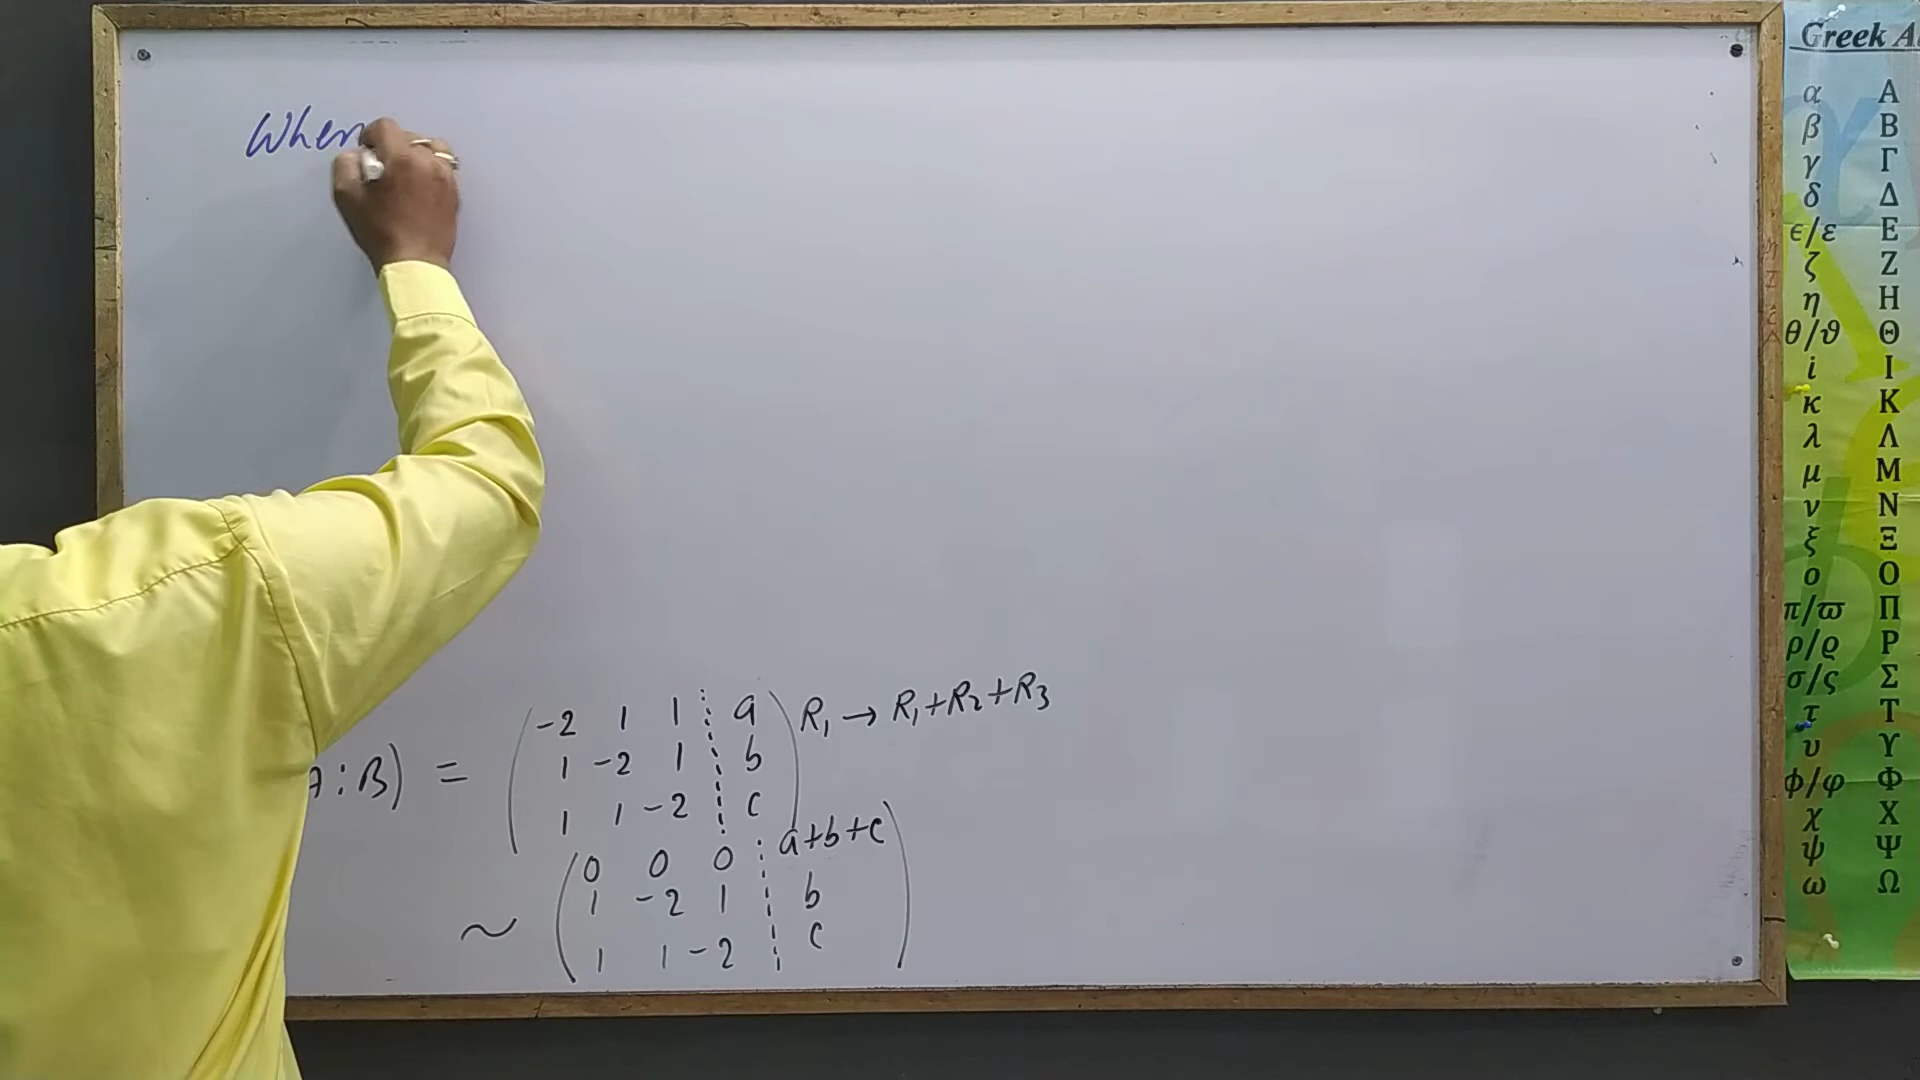 When
-2 1 1 a R1 → R1+R2+R3
A:B) = 1 -2 1 b
1 1 -2 c
0 0 0 a+b+c
~ 1 -2 1 b
1 1 -2 c
Greek A
α Α
β Β
γ Γ
δ Δ
ϵ/ε Ε
ζ Ζ
η Η
θ/ϑ Θ
i Ι
κ Κ
λ Λ
μ Μ
ν Ν
ξ Ξ
ο Ο
π/ϖ Π
ρ/ϱ Ρ
σ/ς Σ
τ Τ
υ Υ
ϕ/φ Φ
χ Χ
ψ Ψ
ω Ω